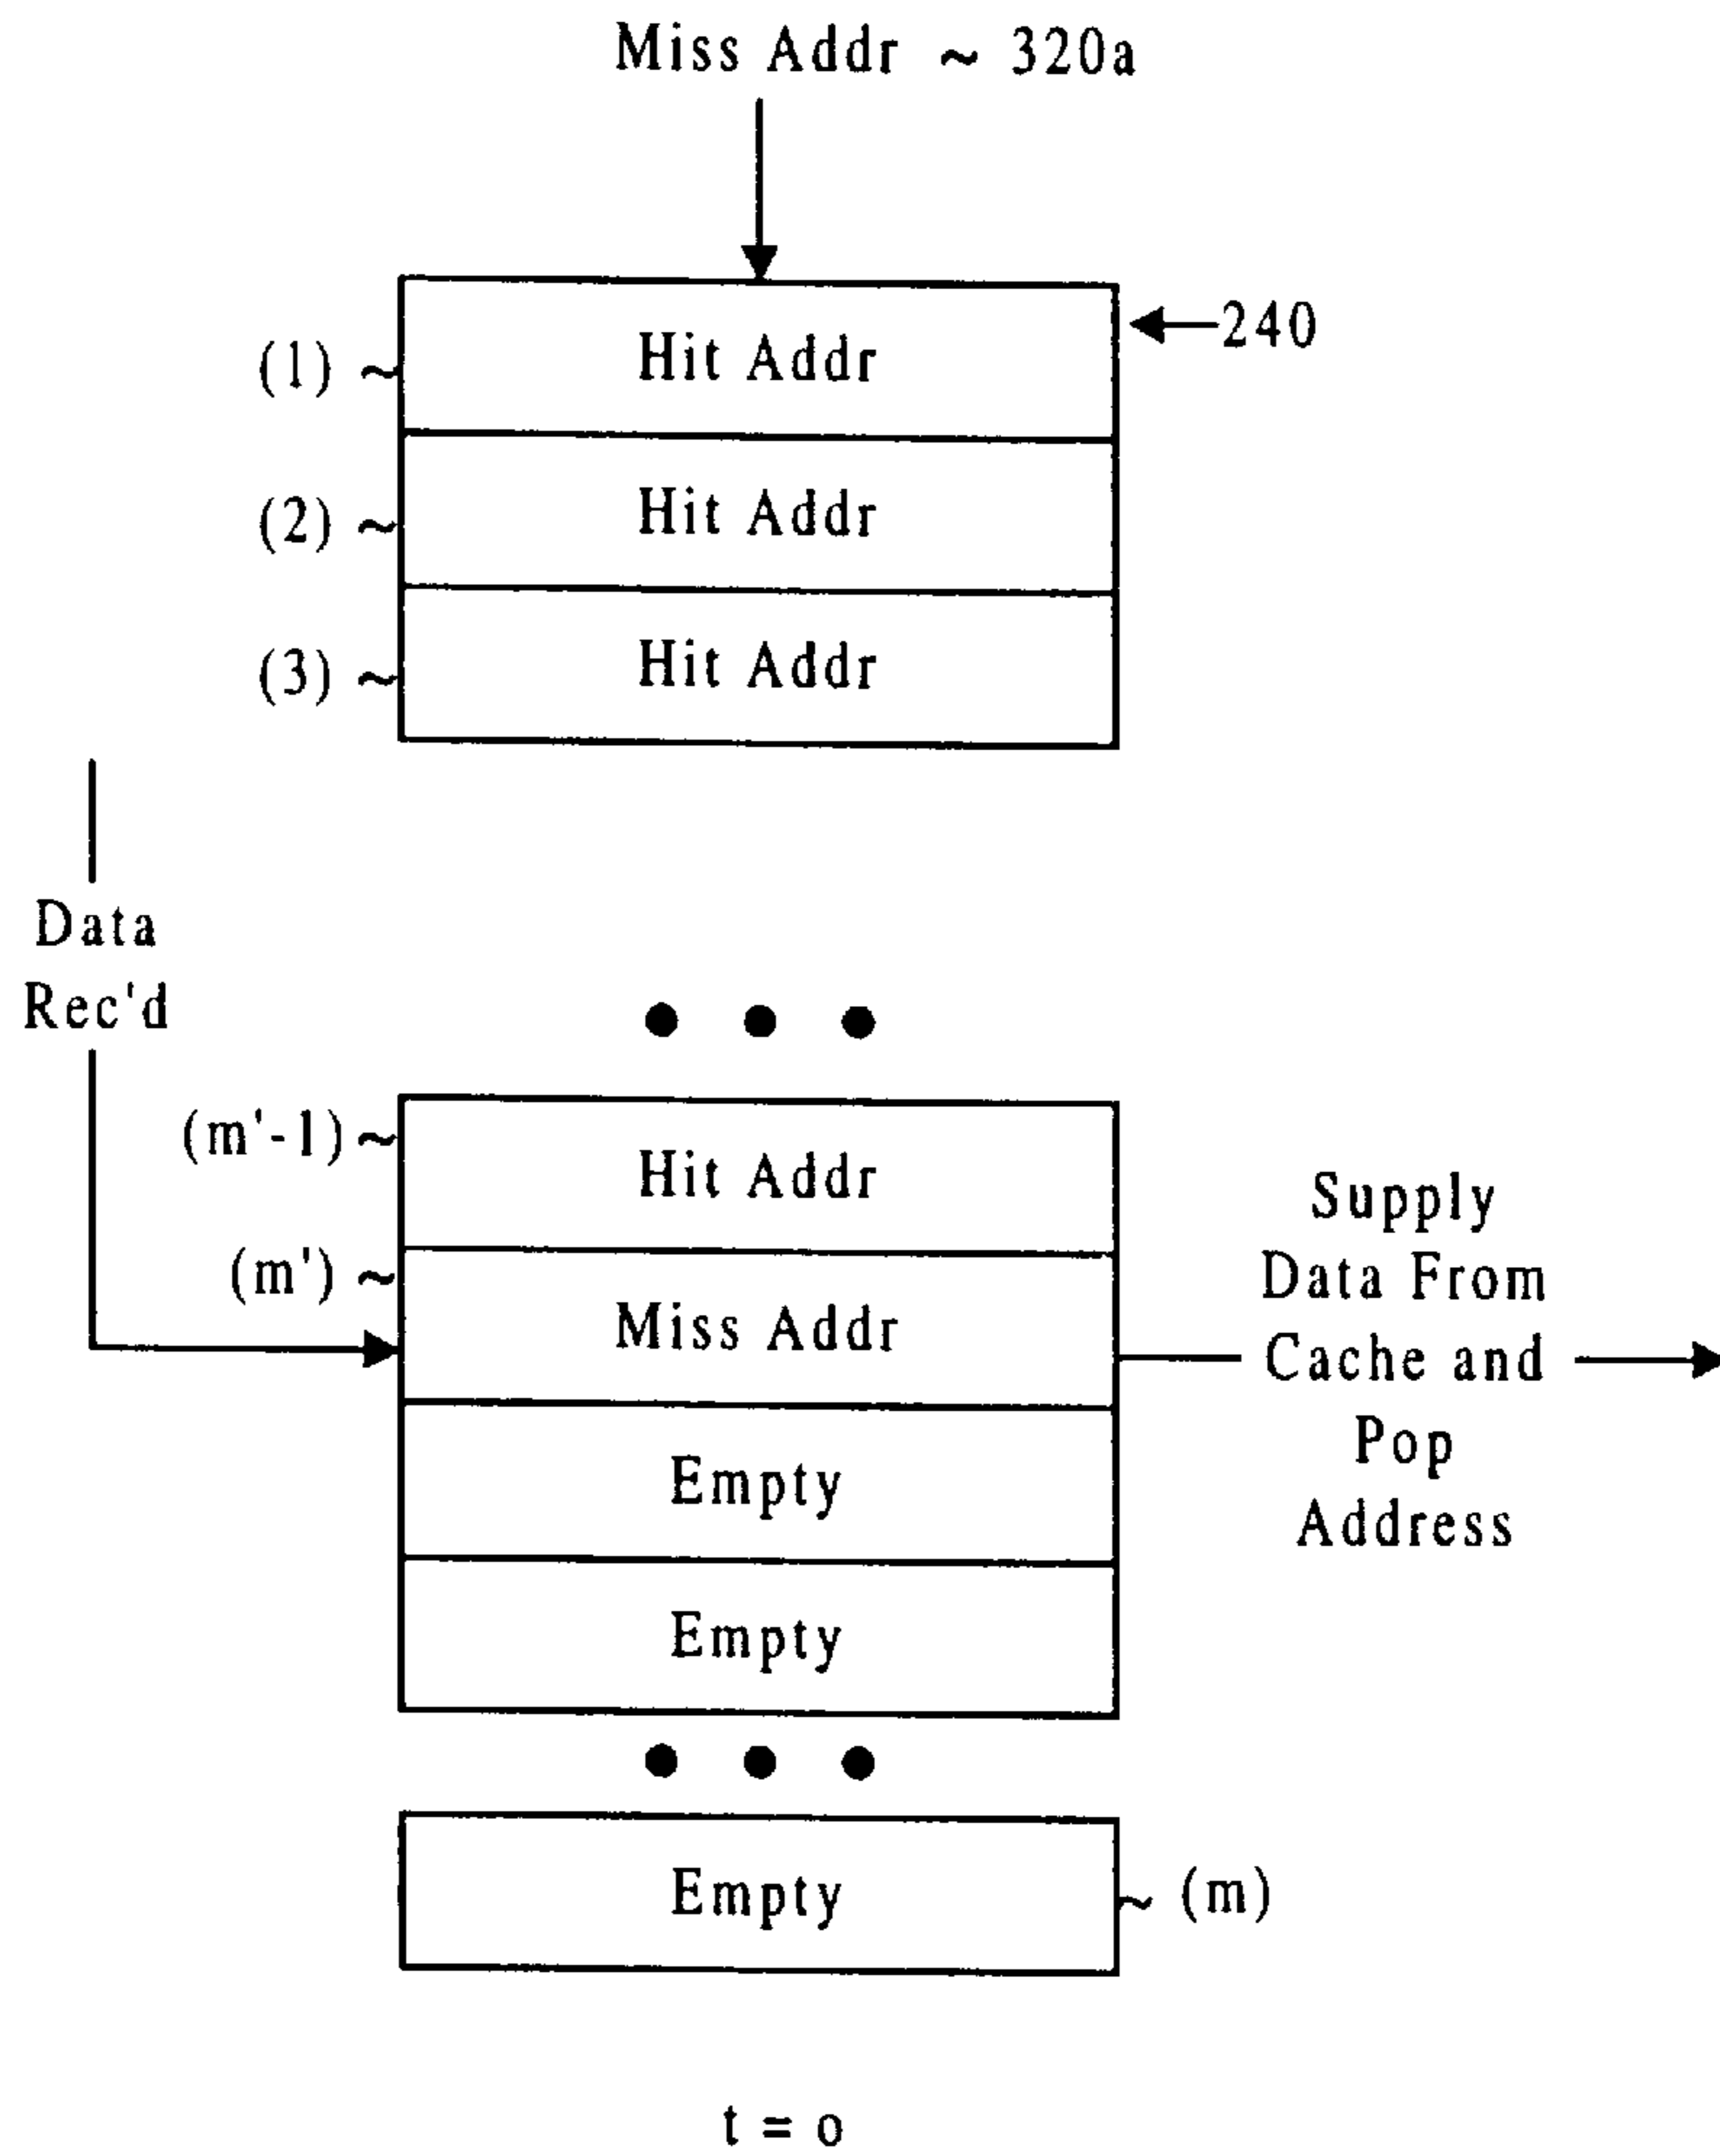 Miss Addr ~ 320a
240
(1) ~ Hit Addr
(2) ~ Hit Addr
(3) ~ Hit Addr
Data
Rec'd
(m'-1) ~ Hit Addr
(m') ~ Miss Addr
Supply
Data From
Cache and
Pop
Address
Empty
Empty
Empty ~ (m)
t = o